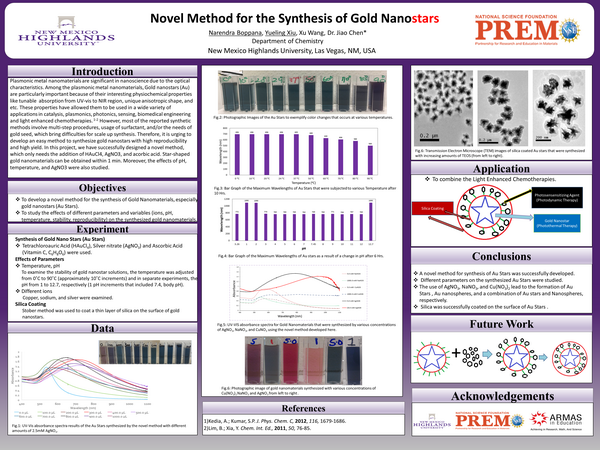 Novel Method for the Synthesis of Gold Nanostars
Narendra Boppana, Yueling Xiu, Xu Wang, Dr. Jiao Chen*
Department of Chemistry
New Mexico Highlands University, Las Vegas, NM, USA
NEW MEXICO
HIGHLANDS
UNIVERSITY
NATIONAL SCIENCE FOUNDATION
PREM
Partnership for Research and Education in Materials
Introduction
Plasmonic metal nanomaterials are significant in nanoscience due to the optical
characteristics. Among the plasmonic metal nanomaterials, Gold nanostars (Au)
are particularly important because of their interesting physiochemical properties
like tunable absorption from UV-vis to NIR region, unique anisotropic shape, and
etc. These properties have allowed them to be used in a wide variety of
applications in catalysis, plasmonics, photonics, sensing, biomedical engineering
and light enhanced chemotherapies. However, most of the reported synthetic
methods involve multi-step procedures, usage of surfactant, and/or the needs of
gold seed, which bring difficulties for scale up synthesis. Therefore, it is urging to
develop an easy method to synthesize gold nanostars with high reproducibility
and high yield. In this project, we have successfully designed a novel method,
which only needs the addition of HAuCl4, AgNO3, and ascorbic acid. Star-shaped
gold nanomaterials can be obtained within 1 min. Moreover, the effects of pH,
temperature, and AgNO3 were also studied.
Objectives
❖ To develop a novel method for the synthesis of Gold Nanomaterials, especially
gold nanostars (Au Stars).
❖ To study the effects of different parameters and variables (ions, pH,
temperature, stability, reproducibility) on the synthesized gold nanomaterials
Experiment
Synthesis of Gold Nano Stars (Au Stars)
❖ Tetrachloroauric Acid (HAuCl4), Silver nitrate (AgNO3) and Ascorbic Acid
(Vitamin C, C6H8O6) were used.
Effects of Parameters
❖ Temperature, pH
To examine the stability of gold nanostar solutions, the temperature was adjusted
from 0°C to 90°C (approximately 10°C increments) and in separate experiments, the
pH from 1 to 12.7, respectively (1 pH increments that included 7.4, body pH).
❖ Different ions
Copper, sodium, and silver were examined.
Silica Coating
Stober method was used to coat a thin layer of silica on the surface of gold
nanostars.
Data
Absorbance
Wavelength (nm)
Fig.1: UV-Vis absorbance spectra results of the Au Stars synthesized by the novel method with different
amounts of 2.5mM AgNO3
Fig.2: Photographic Images of the Au Stars to exemplify color changes that occurs at various temperatures.
Temperature (°C)
Fig.3: Bar Graph of the Maximum Wavelengths of Au Stars that were subjected to various Temperature after
10 Hrs.
pH
Fig.4: Bar Graph of the Maximum Wavelengths of Au stars as a result of a change in pH after 6 Hrs.
Fig.5: UV-VIS absorbance spectra for Gold Nanomaterials that were synthesized by various concentrations
of AgNO3, NaNO3, and CuNO3 using the novel method developed here.
Fig.6: Photographic image of gold nanomaterials synthesized with various concentrations of
Cu(NO3)2, NaNO3, and AgNO3 from left to right
References
1)Kedia, A.; Kumar, S.P. J. Phys. Chem. C, 2012, 116, 1679-1686.
2)Lim, B.; Xia, Y. Chem. Int. Ed., 2011, 50, 76-85.
0.2 μm
Transmission Electron Microscope (TEM) images of silica coated Au stars that were synthesized
with increasing amounts of TEOS (from left to right).
Application
❖ To combine the Light Enhanced Chemotherapies.
Silica Coating
Photosensitizing Agent
(Photodynamic Therapy)
Gold Nanostar
(Photothermal Therapy)
Conclusions
❖ A novel method for synthesis of Au Stars was successfully developed.
❖ Different parameters on the synthesized Au Stars were studied.
❖ The use of AgNO3, NaNO3, and Cu(NO3)2 lead to the formation of Au
Stars, Au nanospheres, and a combination of Au stars and Nanospheres,
respectively.
❖ Silica was successfully coated on the surface of Au Stars .
Future Work
+
Acknowledgements
NEW MEXICO
HIGHLANDS
UNIVERSITY
NATIONAL SCIENCE FOUNDATION
PREM
ARMAS